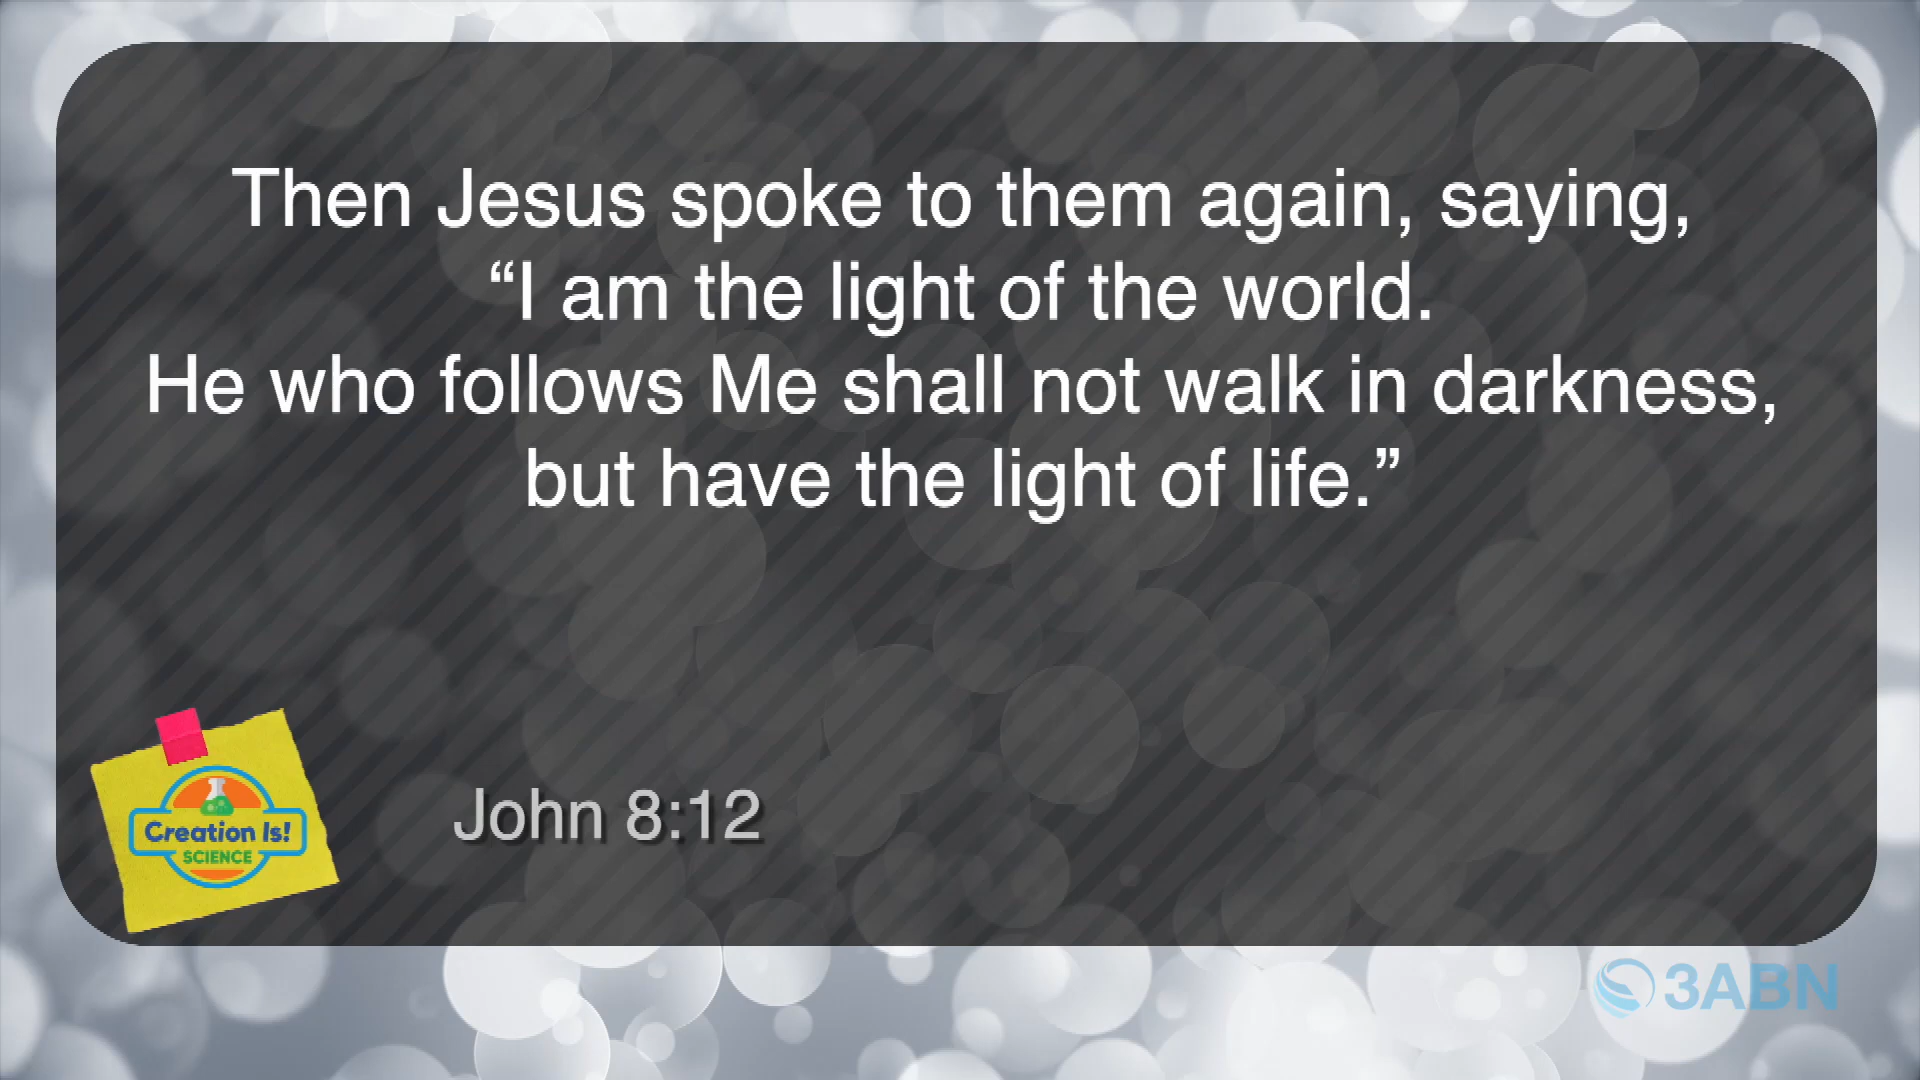 Then Jesus spoke to them again, saying,
“I am the light of the world.
He who follows Me shall not walk in darkness,
but have the light of life.”
John 8:12
Creation Is!
SCIENCE
3ABN